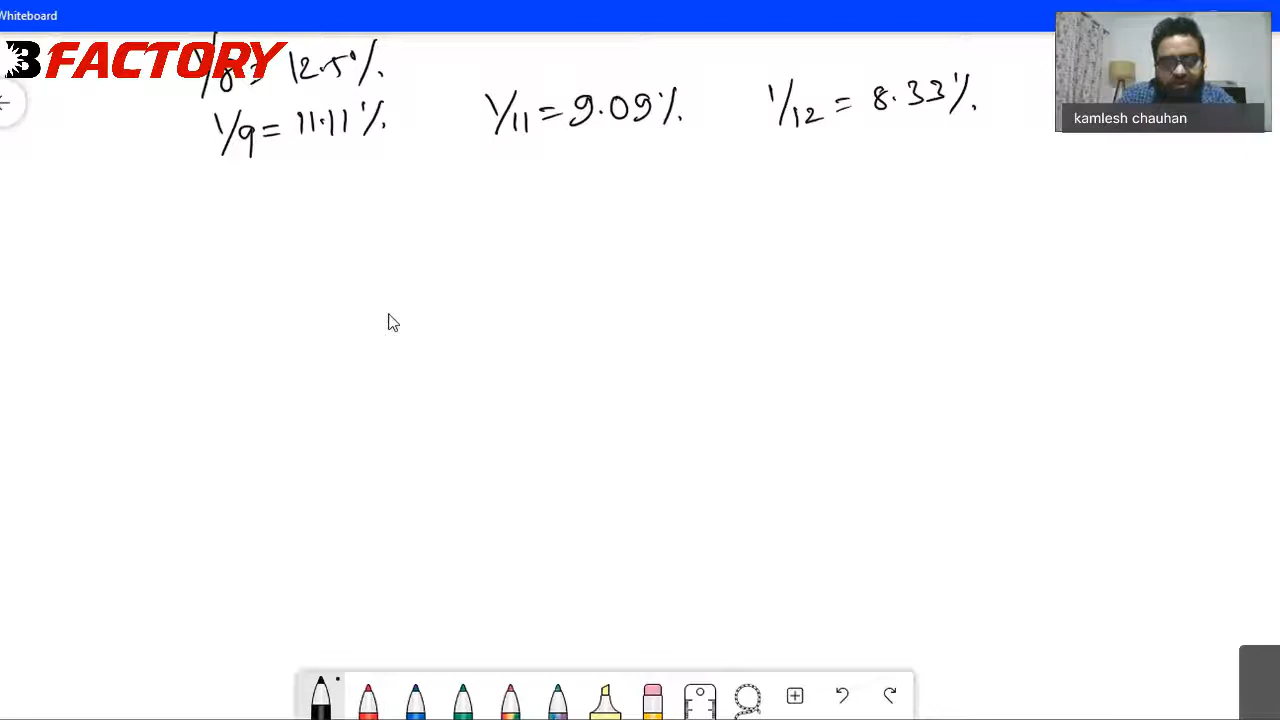 Whiteboard
BFACTORY
1/8 = 12.5%.
1/9 = 11.11%.
1/11 = 9.09%.
1/12 = 8.33%.
kamlesh chauhan